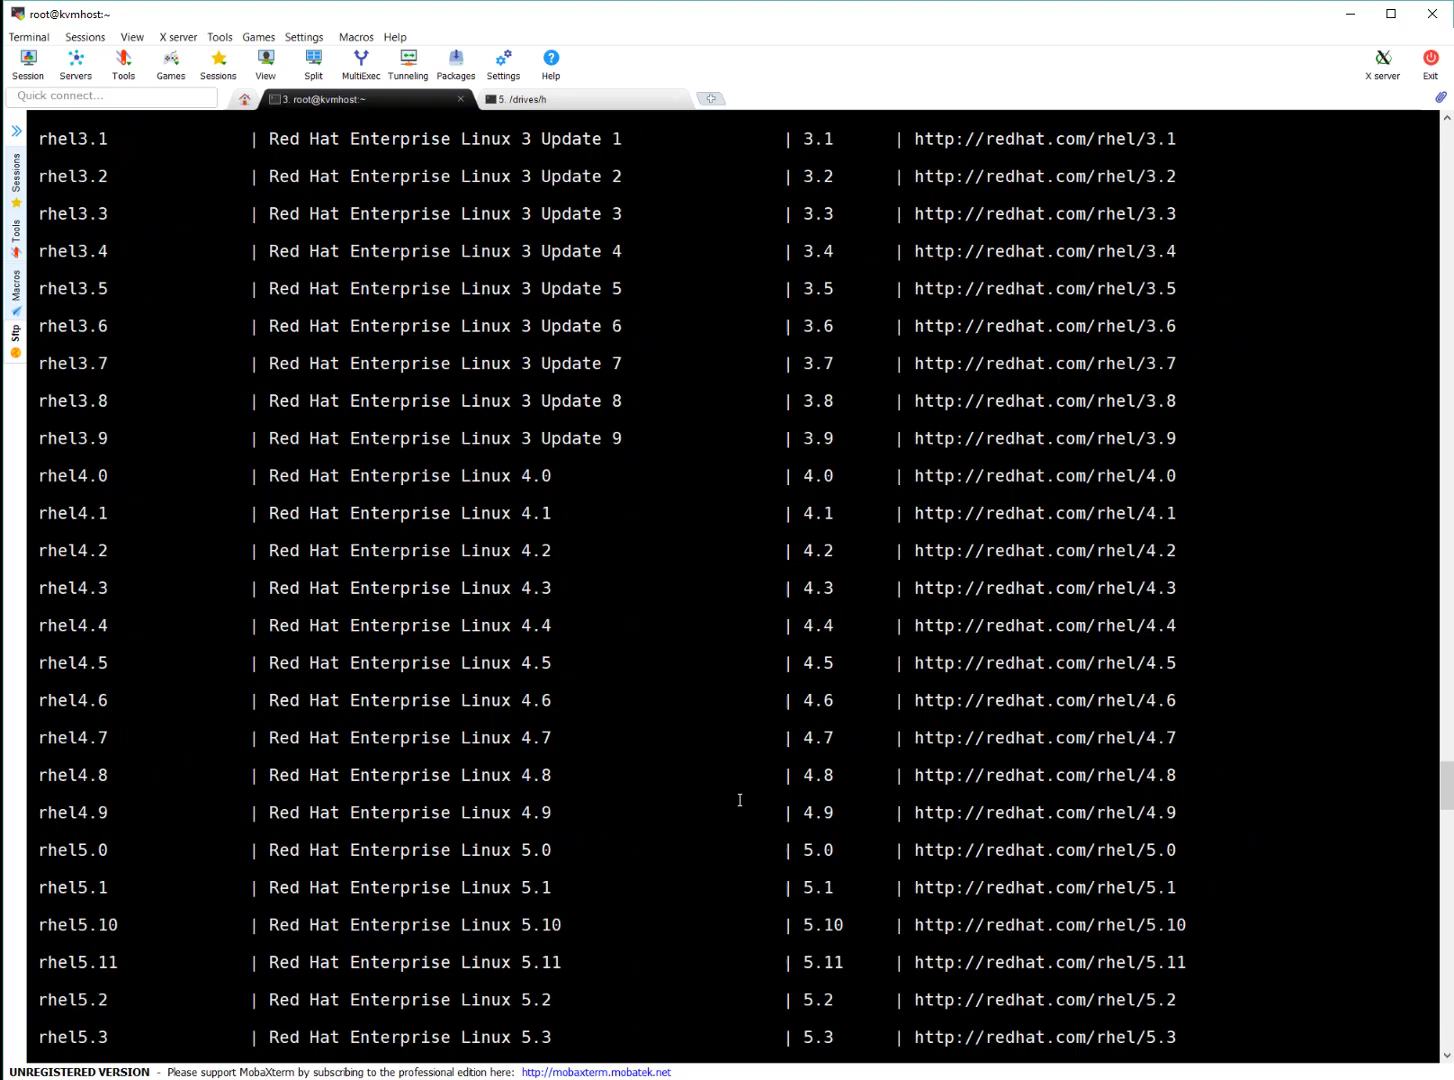 root@kvmhost:~
Terminal Sessions View X server Tools Games Settings Macros Help
Session Servers Tools Games Sessions View Split MultiExec Tunneling Packages Settings Help X server Exit
Quick connect... 3. root@kvmhost:~ 5. /drives/h
Sessions
Tools
Macros
Sftp
rhel3.1 | Red Hat Enterprise Linux 3 Update 1 | 3.1 | http://redhat.com/rhel/3.1
rhel3.2 | Red Hat Enterprise Linux 3 Update 2 | 3.2 | http://redhat.com/rhel/3.2
rhel3.3 | Red Hat Enterprise Linux 3 Update 3 | 3.3 | http://redhat.com/rhel/3.3
rhel3.4 | Red Hat Enterprise Linux 3 Update 4 | 3.4 | http://redhat.com/rhel/3.4
rhel3.5 | Red Hat Enterprise Linux 3 Update 5 | 3.5 | http://redhat.com/rhel/3.5
rhel3.6 | Red Hat Enterprise Linux 3 Update 6 | 3.6 | http://redhat.com/rhel/3.6
rhel3.7 | Red Hat Enterprise Linux 3 Update 7 | 3.7 | http://redhat.com/rhel/3.7
rhel3.8 | Red Hat Enterprise Linux 3 Update 8 | 3.8 | http://redhat.com/rhel/3.8
rhel3.9 | Red Hat Enterprise Linux 3 Update 9 | 3.9 | http://redhat.com/rhel/3.9
rhel4.0 | Red Hat Enterprise Linux 4.0 | 4.0 | http://redhat.com/rhel/4.0
rhel4.1 | Red Hat Enterprise Linux 4.1 | 4.1 | http://redhat.com/rhel/4.1
rhel4.2 | Red Hat Enterprise Linux 4.2 | 4.2 | http://redhat.com/rhel/4.2
rhel4.3 | Red Hat Enterprise Linux 4.3 | 4.3 | http://redhat.com/rhel/4.3
rhel4.4 | Red Hat Enterprise Linux 4.4 | 4.4 | http://redhat.com/rhel/4.4
rhel4.5 | Red Hat Enterprise Linux 4.5 | 4.5 | http://redhat.com/rhel/4.5
rhel4.6 | Red Hat Enterprise Linux 4.6 | 4.6 | http://redhat.com/rhel/4.6
rhel4.7 | Red Hat Enterprise Linux 4.7 | 4.7 | http://redhat.com/rhel/4.7
rhel4.8 | Red Hat Enterprise Linux 4.8 | 4.8 | http://redhat.com/rhel/4.8
rhel4.9 | Red Hat Enterprise Linux 4.9 | 4.9 | http://redhat.com/rhel/4.9
rhel5.0 | Red Hat Enterprise Linux 5.0 | 5.0 | http://redhat.com/rhel/5.0
rhel5.1 | Red Hat Enterprise Linux 5.1 | 5.1 | http://redhat.com/rhel/5.1
rhel5.10 | Red Hat Enterprise Linux 5.10 | 5.10 | http://redhat.com/rhel/5.10
rhel5.11 | Red Hat Enterprise Linux 5.11 | 5.11 | http://redhat.com/rhel/5.11
rhel5.2 | Red Hat Enterprise Linux 5.2 | 5.2 | http://redhat.com/rhel/5.2
rhel5.3 | Red Hat Enterprise Linux 5.3 | 5.3 | http://redhat.com/rhel/5.3
UNREGISTERED VERSION - Please support MobaXterm by subscribing to the professional edition here: http://mobaxterm.mobatek.net